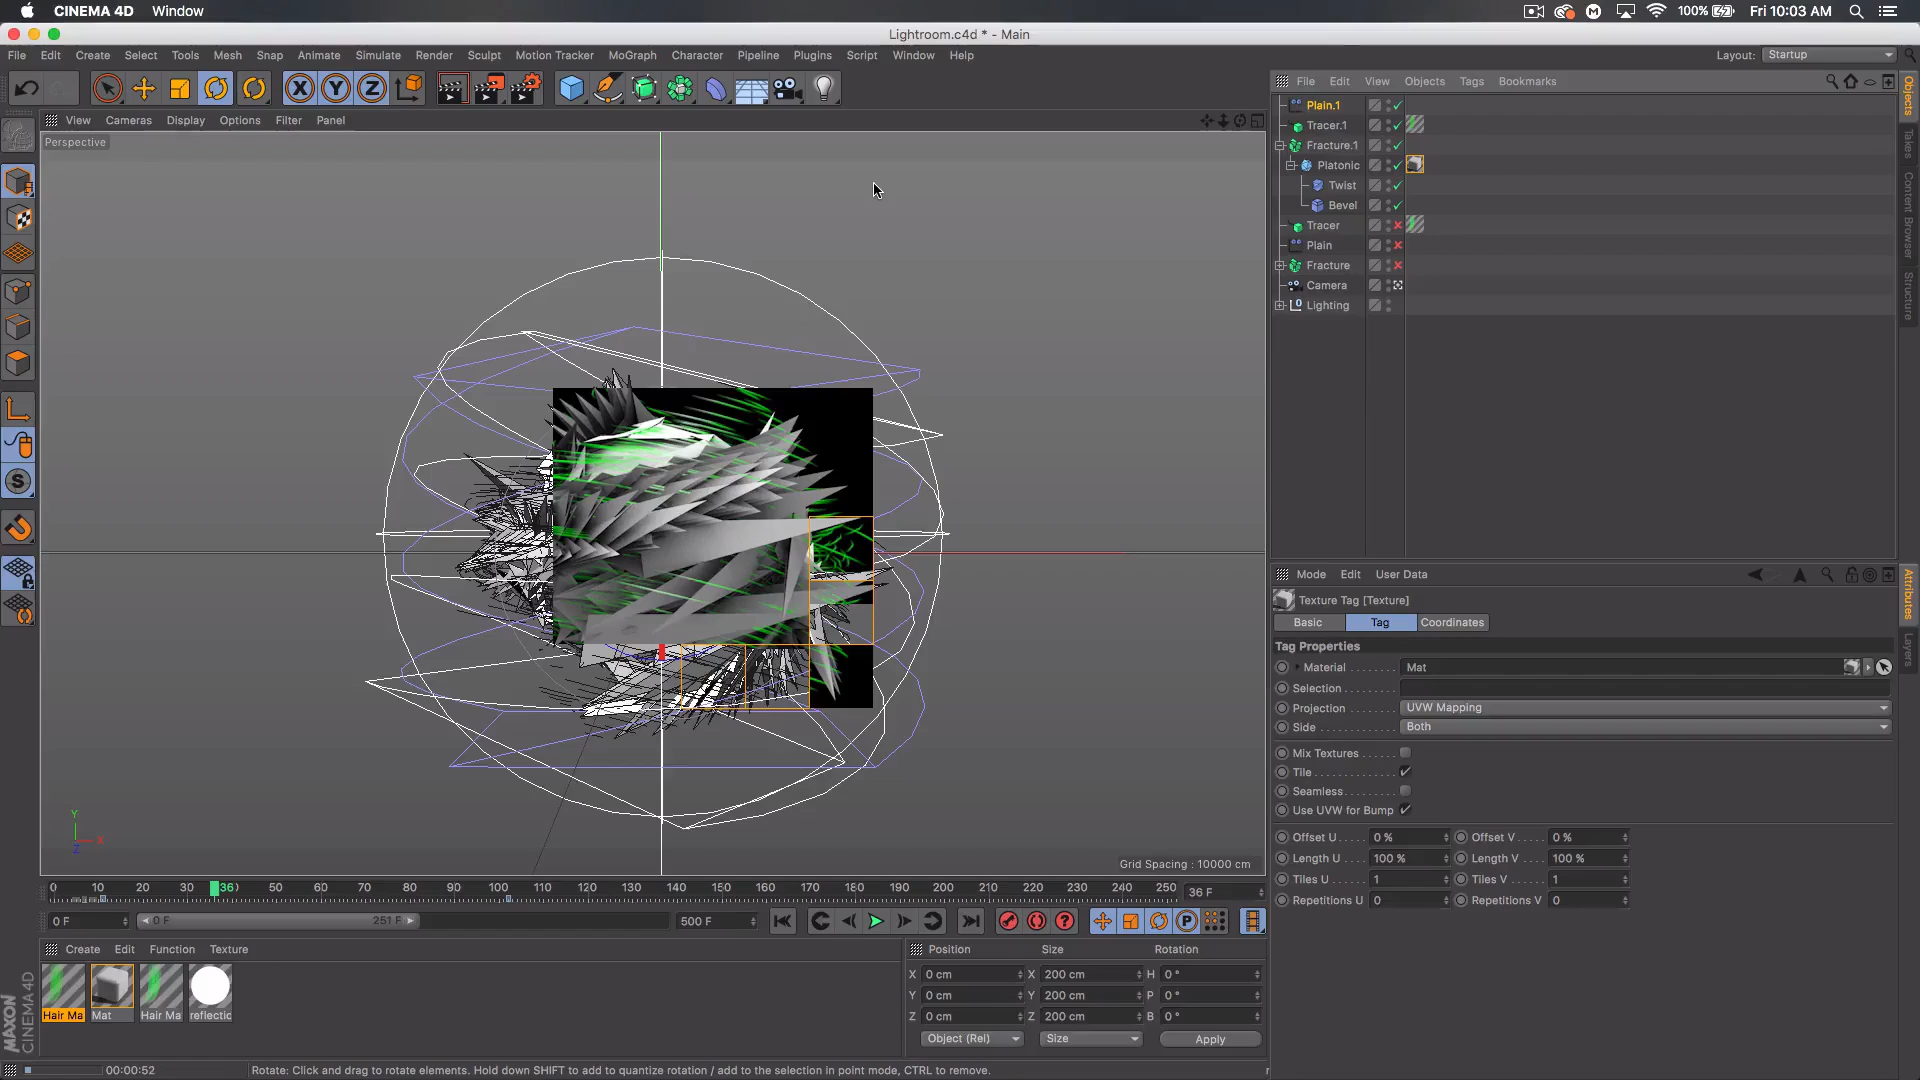 CINEMA 4D Window
100% Fri 10:03 AM
Lightroom.c4d * - Main
File Edit Create Select Tools Mesh Snap Animate Simulate Render Sculpt Motion Tracker MoGraph Character Pipeline Plugins Script Window Help
Layout: Startup
View Cameras Display Options Filter Panel
Perspective
File Edit View Objects Tags Bookmarks
Plain.1
Tracer.1
Fracture.1
Platonic
Twist
Bevel
Tracer
Plain
Fracture
Camera
Lighting
Objects
Takes
Content Browser
Structure
Mode Edit User Data
Texture Tag [Texture]
Basic Tag Coordinates
Tag Properties
Material Mat
Selection
Projection UVW Mapping
Side Both
Mix Textures
Tile
Seamless
Use UVW for Bump
Offset U 0 % Offset V 0 %
Length U 100 % Length V 100 %
Tiles U 1 Tiles V 1
Repetitions U 0 Repetitions V 0
Attributes
Layers
Y
X
Z
Grid Spacing : 10000 cm
0 10 20 30 36 50 60 70 80 90 100 110 120 130 140 150 160 170 180 190 200 210 220 230 240 250 36 F
0 F 0 F 251 F 500 F
Create Edit Function Texture
Hair Ma Mat Hair Ma reflectic
Position Size Rotation
X 0 cm X 200 cm H 0 °
Y 0 cm Y 200 cm P 0 °
Z 0 cm Z 200 cm B 0 °
Object (Rel) Size Apply
MAXON
CINEMA 4D
00:00:52 Rotate: Click and drag to rotate elements. Hold down SHIFT to add to quantize rotation / add to the selection in point mode, CTRL to remove.